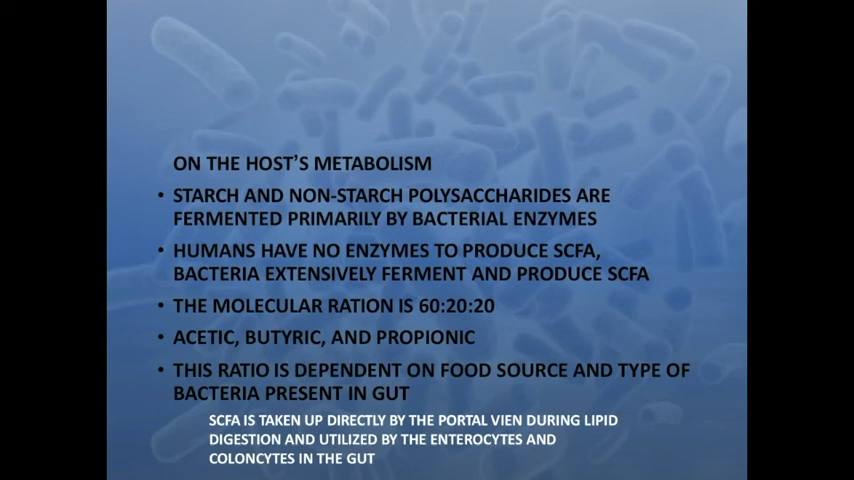 ON THE HOST'S METABOLISM
• STARCH AND NON-STARCH POLYSACCHARIDES ARE
FERMENTED PRIMARILY BY BACTERIAL ENZYMES
• HUMANS HAVE NO ENZYMES TO PRODUCE SCFA,
BACTERIA EXTENSIVELY FERMENT AND PRODUCE SCFA
• THE MOLECULAR RATION IS 60:20:20
• ACETIC, BUTYRIC, AND PROPIONIC
• THIS RATIO IS DEPENDENT ON FOOD SOURCE AND TYPE OF
BACTERIA PRESENT IN GUT
SCFA IS TAKEN UP DIRECTLY BY THE PORTAL VIEN DURING LIPID
DIGESTION AND UTILIZED BY THE ENTEROCYTES AND
COLONCYTES IN THE GUT